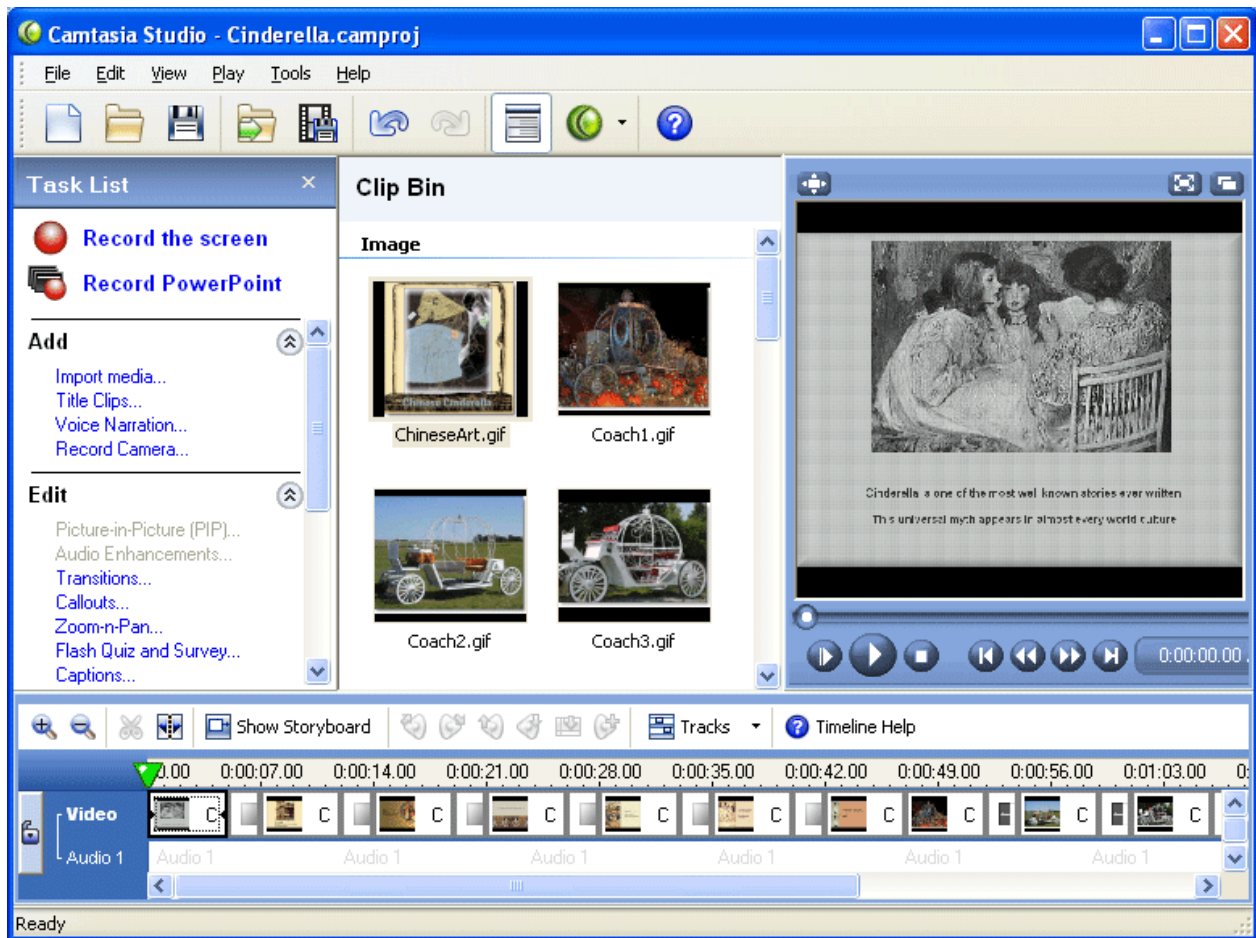 Camtasia Studio - Cinderella.camproj
File Edit View Play Tools Help
Task List
Record the screen
Record PowerPoint
Add
Import media...
Title Clips...
Voice Narration...
Record Camera...
Edit
Picture-in-Picture (PIP)...
Audio Enhancements...
Transitions...
Callouts...
Zoom-n-Pan...
Flash Quiz and Survey...
Captions...
Clip Bin
Image
Chinese Cinderella
ChineseArt.gif
Coach1.gif
Coach2.gif
Coach3.gif
Cinderella is one of the most well known stories ever written
This universal myth appears in almost every world culture
0:00:00.00
Show Storyboard Tracks Timeline Help
0.00 0:00:07.00 0:00:14.00 0:00:21.00 0:00:28.00 0:00:35.00 0:00:42.00 0:00:49.00 0:00:56.00 0:01:03.00 0:
Video C C C C C C C C C C
Audio 1 Audio 1 Audio 1 Audio 1 Audio 1 Audio 1 Audio 1
Ready